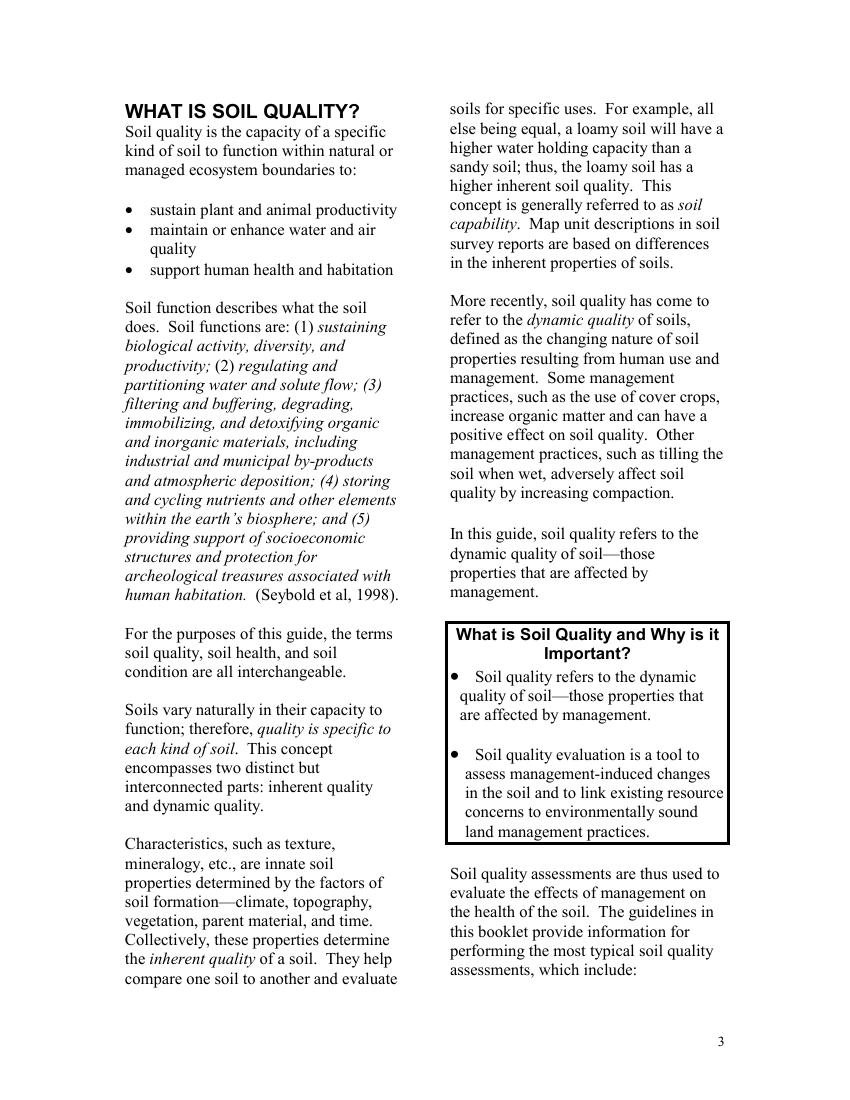 WHAT IS SOIL QUALITY?
Soil quality is the capacity of a specific
kind of soil to function within natural or
managed ecosystem boundaries to:
• sustain plant and animal productivity
• maintain or enhance water and air
quality
• support human health and habitation
Soil function describes what the soil
does.  Soil functions are: (1) sustaining
biological activity, diversity, and
productivity; (2) regulating and
partitioning water and solute flow; (3)
filtering and buffering, degrading,
immobilizing, and detoxifying organic
and inorganic materials, including
industrial and municipal by-products
and atmospheric deposition; (4) storing
and cycling nutrients and other elements
within the earth’s biosphere; and (5)
providing support of socioeconomic
structures and protection for
archeological treasures associated with
human habitation.  (Seybold et al, 1998).
For the purposes of this guide, the terms
soil quality, soil health, and soil
condition are all interchangeable.
Soils vary naturally in their capacity to
function; therefore, quality is specific to
each kind of soil.  This concept
encompasses two distinct but
interconnected parts: inherent quality
and dynamic quality.
Characteristics, such as texture,
mineralogy, etc., are innate soil
properties determined by the factors of
soil formation—climate, topography,
vegetation, parent material, and time.
Collectively, these properties determine
the inherent quality of a soil.  They help
compare one soil to another and evaluate
soils for specific uses.  For example, all
else being equal, a loamy soil will have a
higher water holding capacity than a
sandy soil; thus, the loamy soil has a
higher inherent soil quality.  This
concept is generally referred to as soil
capability.  Map unit descriptions in soil
survey reports are based on differences
in the inherent properties of soils.
More recently, soil quality has come to
refer to the dynamic quality of soils,
defined as the changing nature of soil
properties resulting from human use and
management.  Some management
practices, such as the use of cover crops,
increase organic matter and can have a
positive effect on soil quality.  Other
management practices, such as tilling the
soil when wet, adversely affect soil
quality by increasing compaction.
In this guide, soil quality refers to the
dynamic quality of soil—those
properties that are affected by
management.
What is Soil Quality and Why is it
Important?
• Soil quality refers to the dynamic
quality of soil—those properties that
are affected by management.
• Soil quality evaluation is a tool to
assess management-induced changes
in the soil and to link existing resource
concerns to environmentally sound
land management practices.
Soil quality assessments are thus used to
evaluate the effects of management on
the health of the soil.  The guidelines in
this booklet provide information for
performing the most typical soil quality
assessments, which include:
3